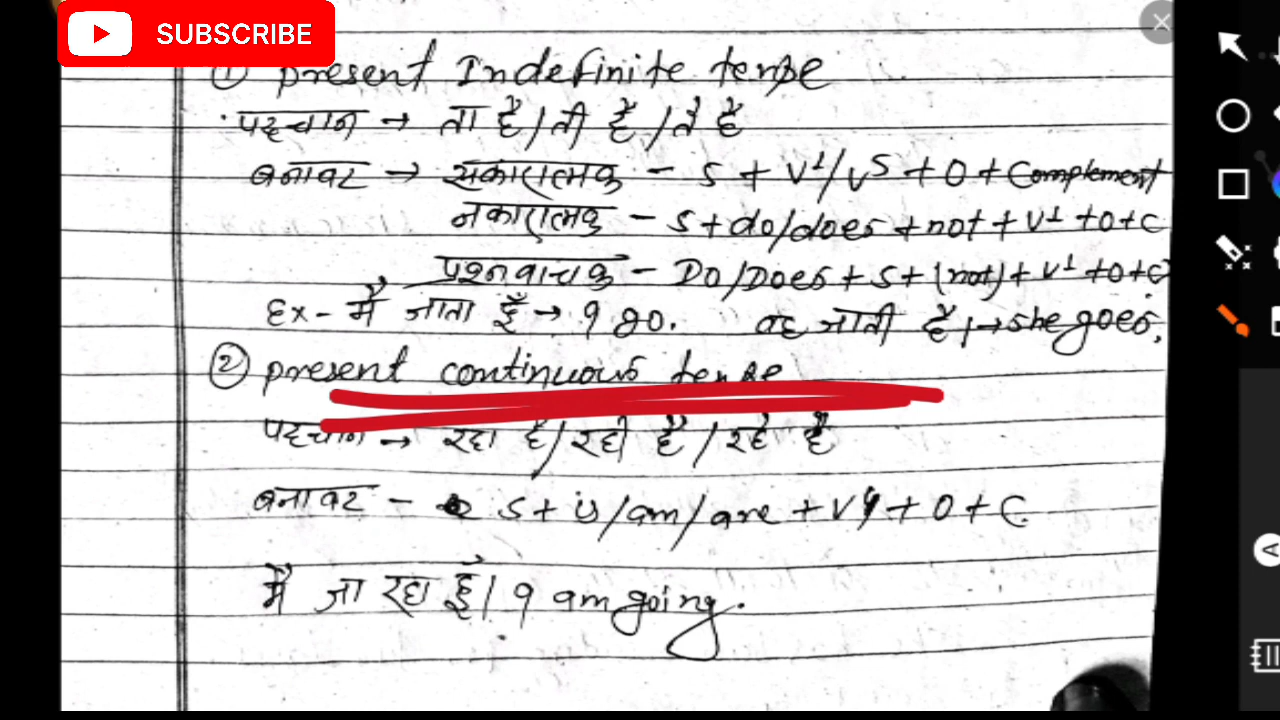 SUBSCRIBE
① present Indefinite tense
पहचान → ता है/ती है/ते है
बनावट → सकारात्मक - S + V¹/V⁵ + O + Complement
नकारात्मक - S + do/does + not + V¹ + O + C
प्रश्नवाचक - Do/Does + S + (not) + V¹ + O + C
Ex - मैं जाता हूँ → I go. वह जाती है। → she goes.
② present continuous tense
पहचान → रहा है/रही है/रहे है
बनावट - S + is/am/are + V4 + O + C
मैं जा रहा हूँ। I am going.